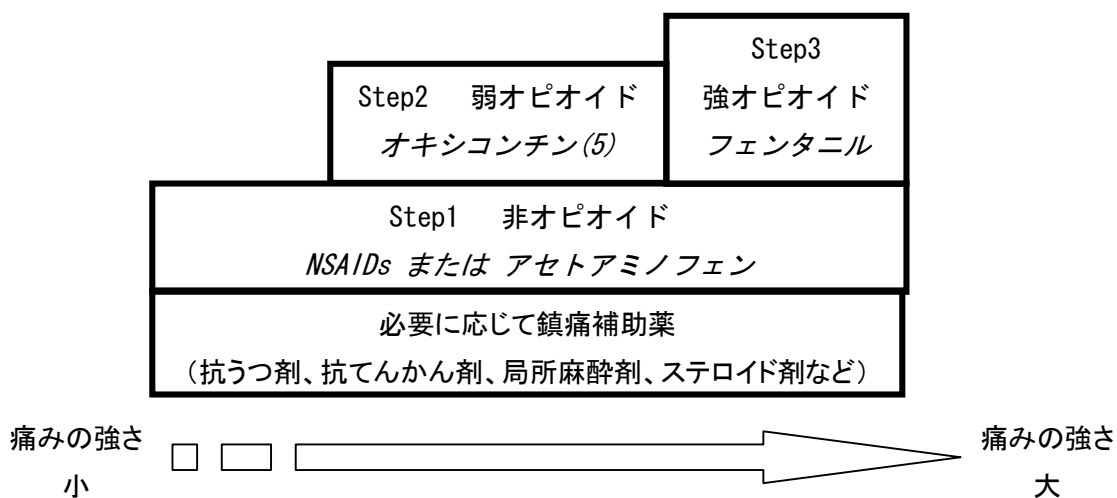 Step3
強オピオイド
フェンタニル
Step2 弱オピオイド
オキシコンチン(5)
Step1 非オピオイド
NSAIDs または アセトアミノフェン
必要に応じて鎮痛補助薬
(抗うつ剤、抗てんかん剤、局所麻酔剤、ステロイド剤など)
痛みの強さ
小
痛みの強さ
大